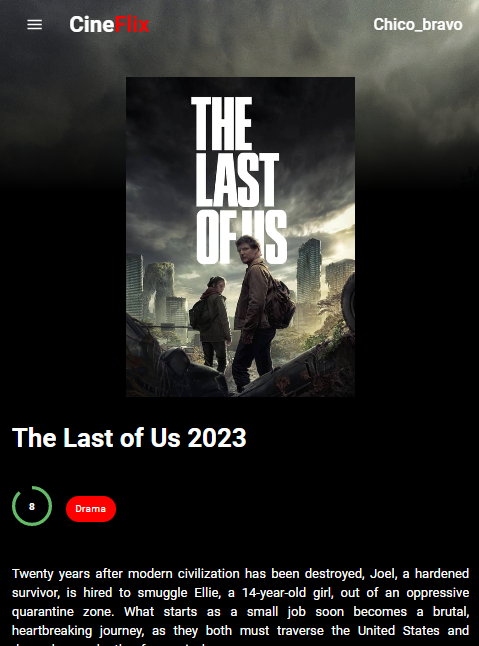 CineFlix
Chico_bravo
THE
LAST
OF US
The Last of Us 2023
8
Drama
Twenty years after modern civilization has been destroyed, Joel, a hardened
survivor, is hired to smuggle Ellie, a 14-year-old girl, out of an oppressive
quarantine zone. What starts as a small job soon becomes a brutal,
heartbreaking journey, as they both must traverse the United States and